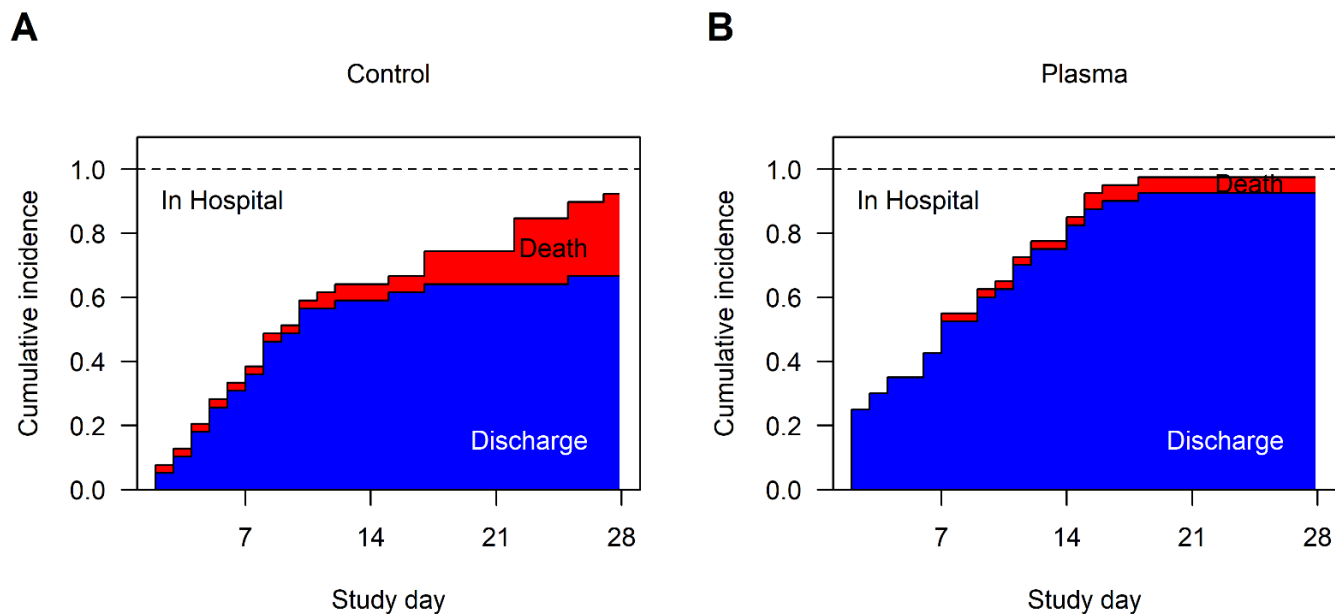 A
Control
1.0
0.8
0.6
0.4
0.2
0.0
Cumulative incidence
In Hospital
Death
Discharge
7 14 21 28
Study day
B
Plasma
1.0
0.8
0.6
0.4
0.2
0.0
Cumulative incidence
In Hospital
Death
Discharge
7 14 21 28
Study day